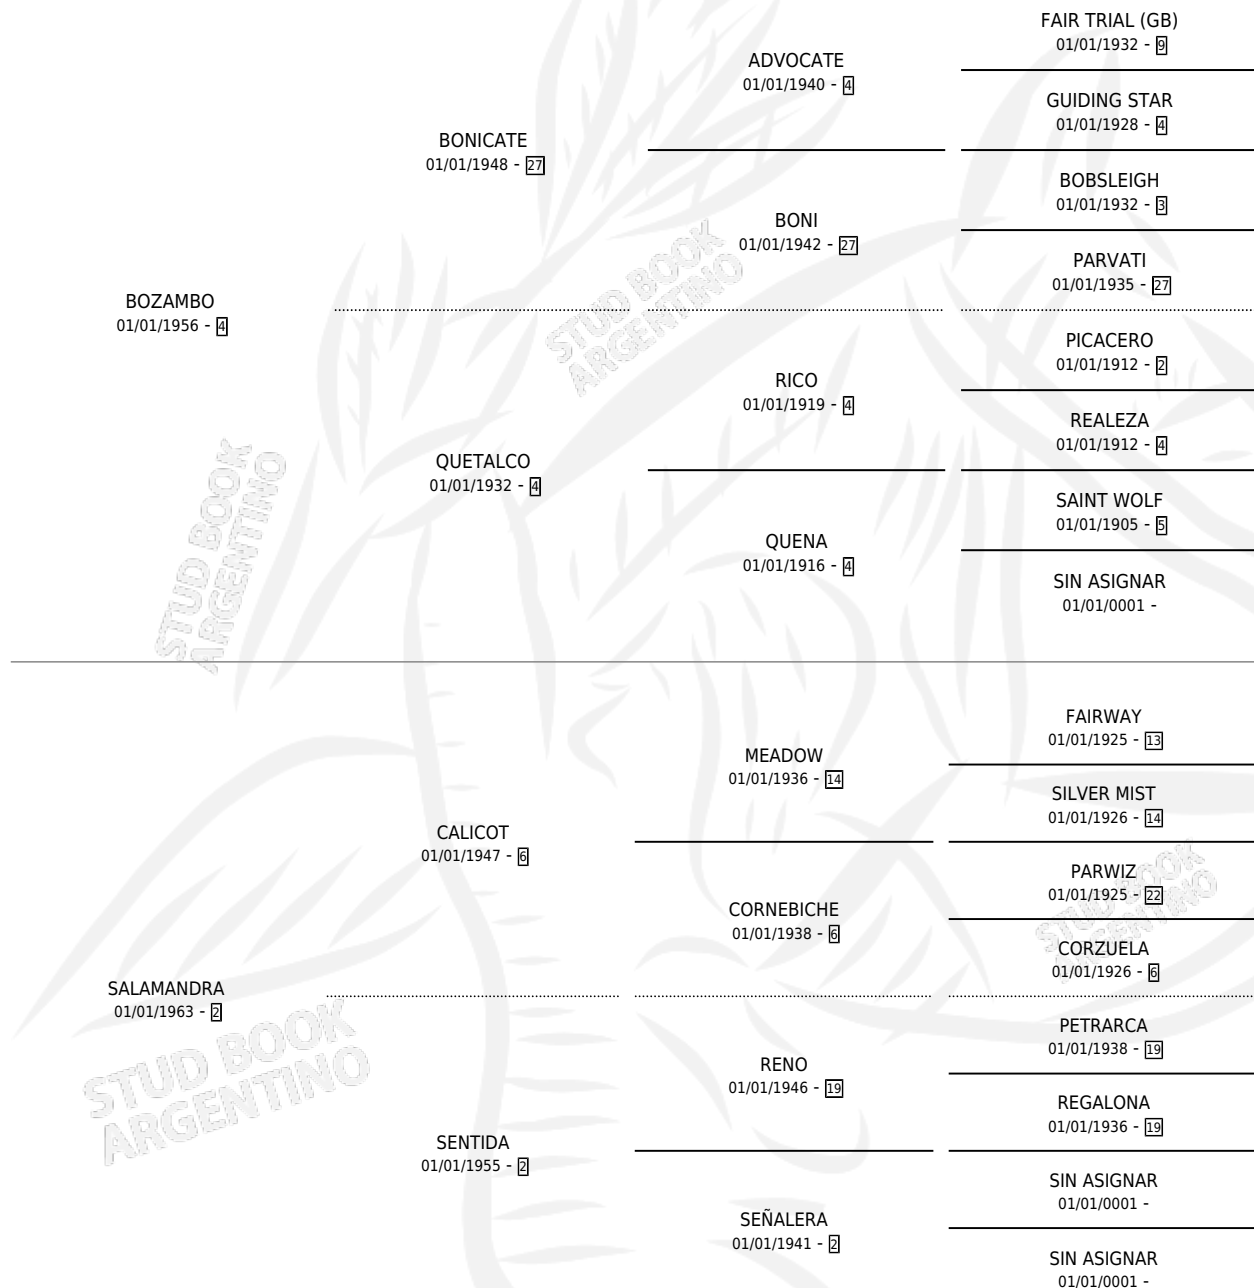 FAIR TRIAL (GB)
01/01/1932 - 9
ADVOCATE
01/01/1940 - 4
GUIDING STAR
01/01/1928 - 4
BONICATE
01/01/1948 - 27
BOBSLEIGH
01/01/1932 - 3
BONI
01/01/1942 - 27
PARVATI
01/01/1935 - 27
BOZAMBO
01/01/1956 - 4
PICACERO
01/01/1912 - 2
RICO
01/01/1919 - 4
REALEZA
01/01/1912 - 4
QUETALCO
01/01/1932 - 4
SAINT WOLF
01/01/1905 - 5
QUENA
01/01/1916 - 4
SIN ASIGNAR
01/01/0001 -
STUD BOOK
ARGENTINO
STUD BOOK
ARGENTINO
FAIRWAY
01/01/1925 - 13
MEADOW
01/01/1936 - 14
SILVER MIST
01/01/1926 - 14
CALICOT
01/01/1947 - 6
PARWIZ
01/01/1925 - 22
CORNEBICHE
01/01/1938 - 6
CORZUELA
01/01/1926 - 6
SALAMANDRA
01/01/1963 - 2
PETRARCA
01/01/1938 - 19
RENO
01/01/1946 - 19
REGALONA
01/01/1936 - 19
SENTIDA
01/01/1955 - 2
SIN ASIGNAR
01/01/0001 -
SEÑALERA
01/01/1941 - 2
SIN ASIGNAR
01/01/0001 -
STUD BOOK
ARGENTINO
STUD BOOK
ARGENTINO